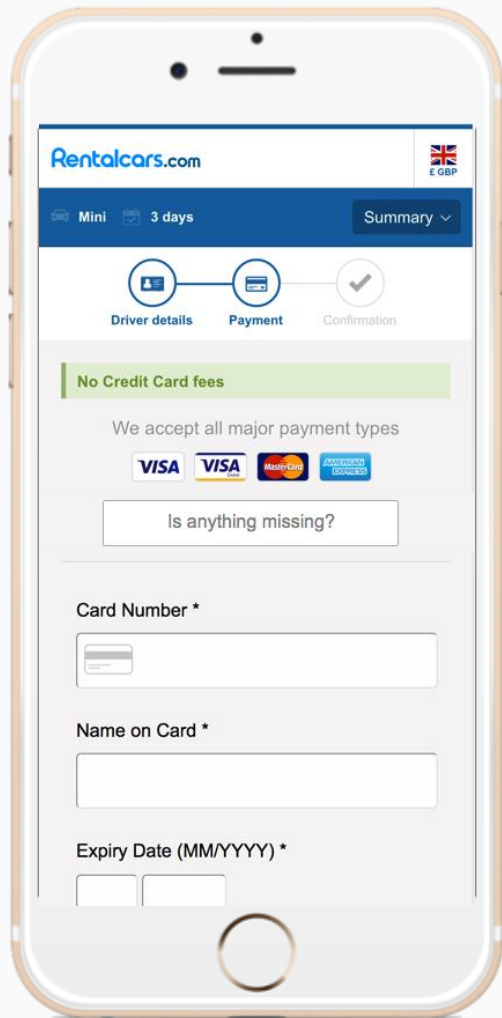 Rentalcars.com
£ GBP
Mini 3 days Summary
Driver details Payment Confirmation
No Credit Card fees
We accept all major payment types
VISA VISA Debit MasterCard AMERICAN EXPRESS
Is anything missing?
Card Number *
Name on Card *
Expiry Date (MM/YYYY) *